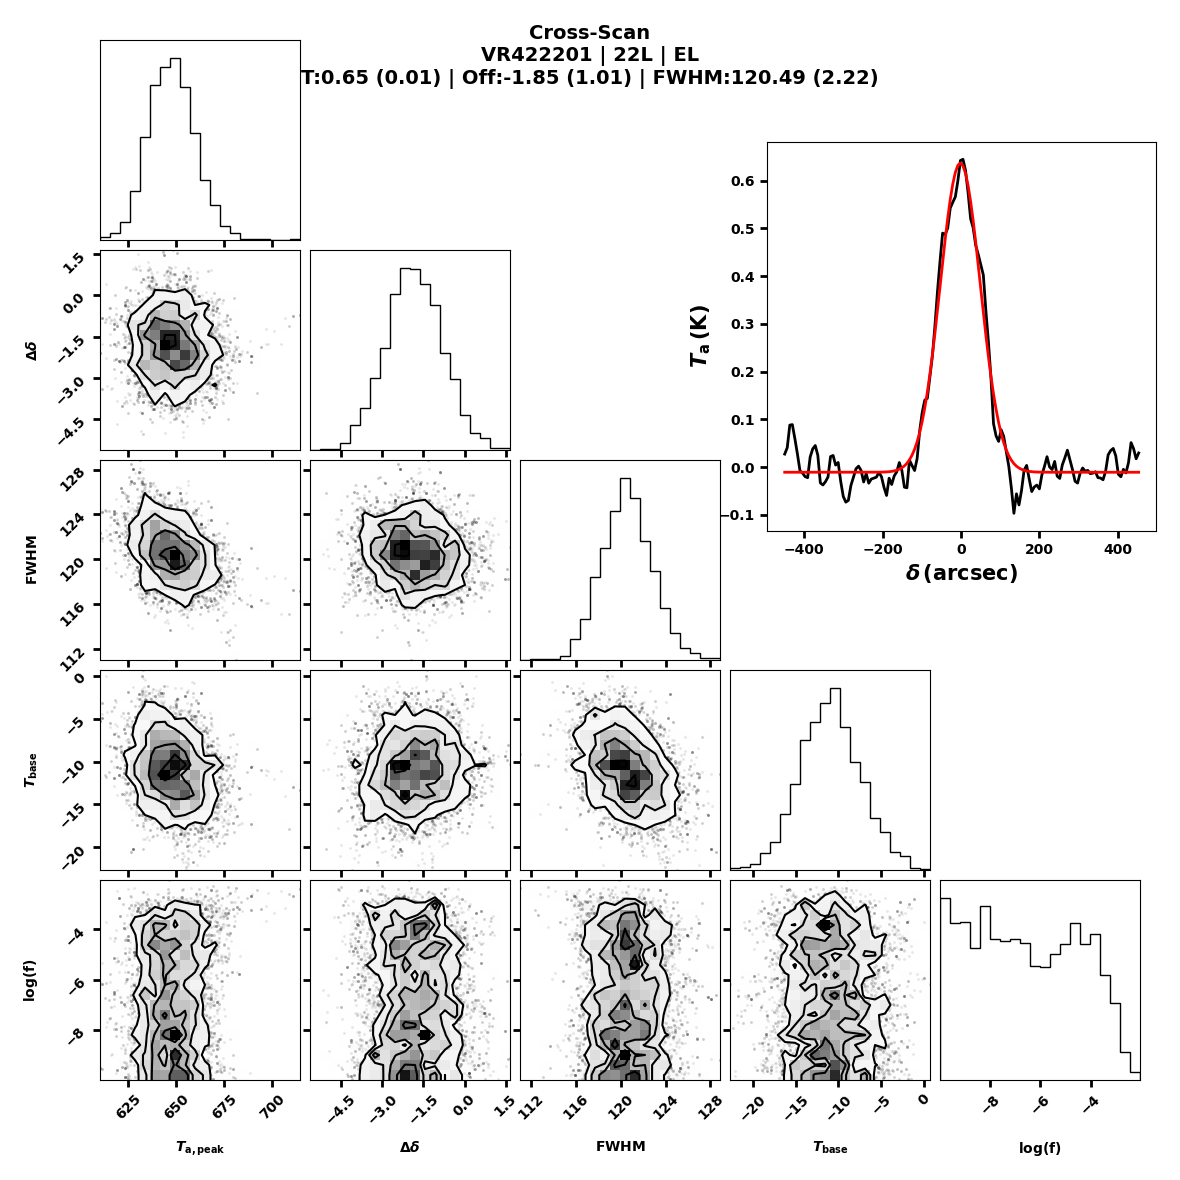 Cross-Scan
VR422201 | 22L | EL
T:0.65 (0.01) | Off:-1.85 (1.01) | FWHM:120.49 (2.22)
0.6
0.5
0.4
0.3
0.2
0.1
0.0
−0.1
Ta (K)
−400 −200 0 200 400
δ (arcsec)
1.5
0.0
−1.5
−3.0
−4.5
Δδ
128
124
120
116
112
FWHM
0
−5
−10
−15
−20
Tbase
−4
−6
−8
log(f)
625 650 675 700
−4.5 −3.0 −1.5 0.0 1.5
112 116 120 124 128
−20 −15 −10 −5 0
−8 −6 −4
Ta, peak
Δδ
FWHM
Tbase
log(f)